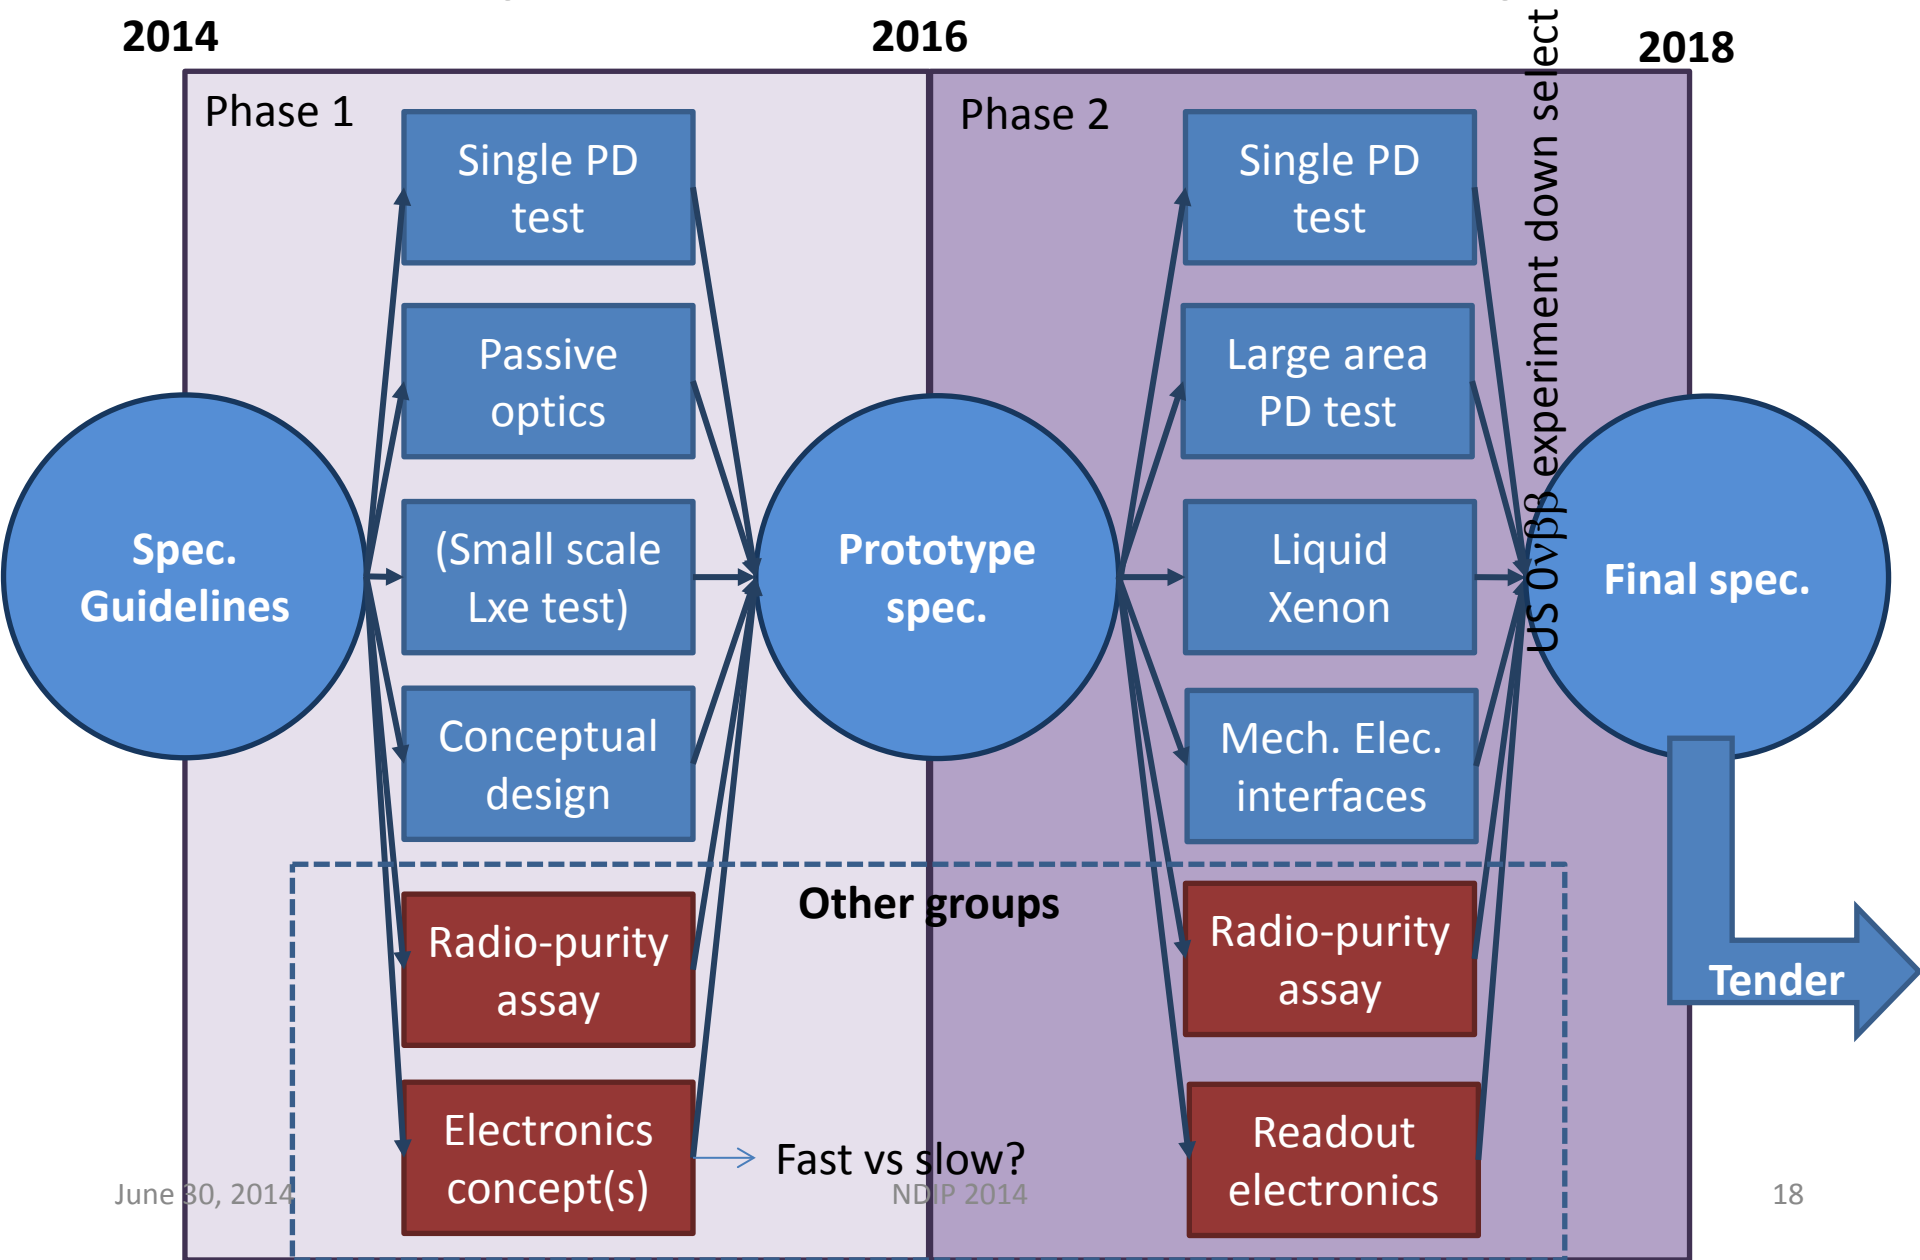 2014
2016
2018
Phase 1
Phase 2
Single PD
test
Passive
optics
(Small scale
Lxe test)
Conceptual
design
Radio-purity
assay
Electronics
concept(s)
Spec.
Guidelines
Prototype
spec.
Single PD
test
Large area
PD test
Liquid
Xenon
Mech. Elec.
interfaces
Radio-purity
assay
Readout
electronics
US 0νββ experiment down select
Final spec.
Other groups
Tender
Fast vs slow?
June 30, 2014
NDIP 2014
18